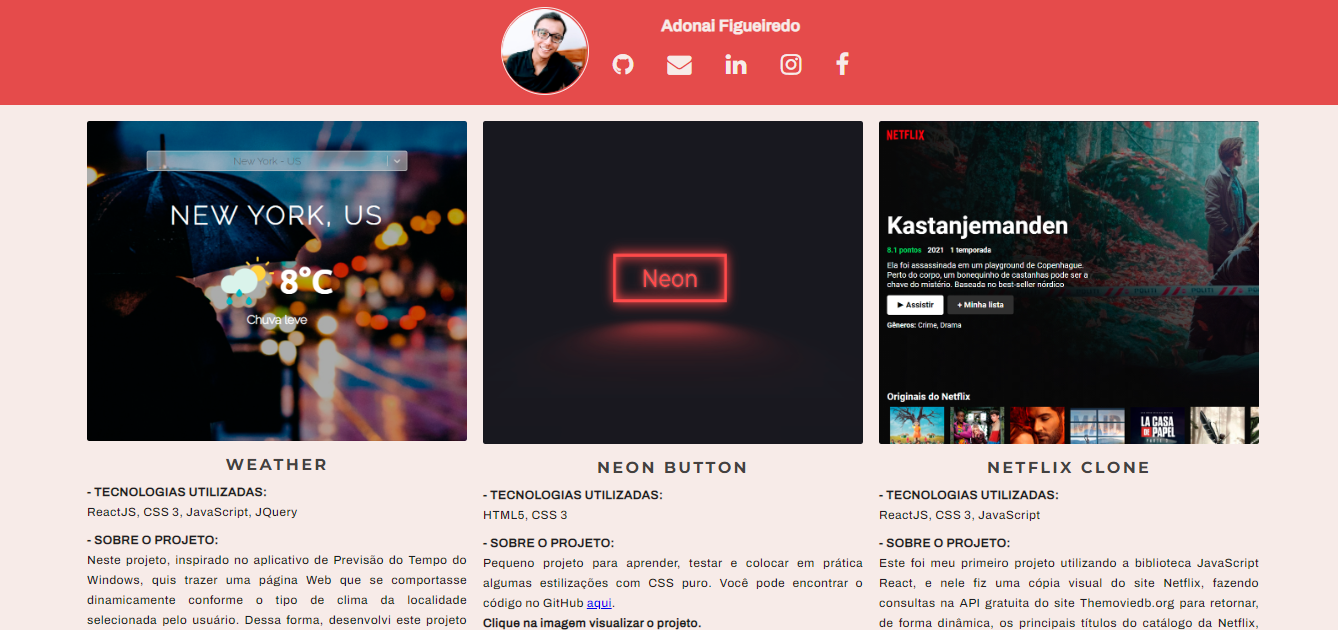 Adonai Figueiredo
New York - US
NEW YORK, US
8°C
Chuva leve
WEATHER
- TECNOLOGIAS UTILIZADAS:
ReactJS, CSS 3, JavaScript, JQuery
- SOBRE O PROJETO:
Neste projeto, inspirado no aplicativo de Previsão do Tempo do
Windows, quis trazer uma página Web que se comportasse
dinamicamente conforme o tipo de clima da localidade
selecionada pelo usuário. Dessa forma, desenvolvi este projeto
Neon
NEON BUTTON
- TECNOLOGIAS UTILIZADAS:
HTML5, CSS 3
- SOBRE O PROJETO:
Pequeno projeto para aprender, testar e colocar em prática
algumas estilizações com CSS puro. Você pode encontrar o
código no GitHub aqui.
Clique na imagem visualizar o projeto.
NETFLIX
Kastanjemanden
8.1 pontos 2021 1 temporada
Ela foi assassinada em um playground de Copenhague.
Perto do corpo, um bonequinho de castanhas pode ser a
chave do mistério. Baseada no best-seller nórdico
▶ Assistir + Minha lista
Gêneros: Crime, Drama
POLITI
Originais do Netflix
LA CASA
DE PAPEL
NETFLIX CLONE
- TECNOLOGIAS UTILIZADAS:
ReactJS, CSS 3, JavaScript
- SOBRE O PROJETO:
Este foi meu primeiro projeto utilizando a biblioteca JavaScript
React, e nele fiz uma cópia visual do site Netflix, fazendo
consultas na API gratuita do site Themoviedb.org para retornar,
de forma dinâmica, os principais títulos do catálogo da Netflix,